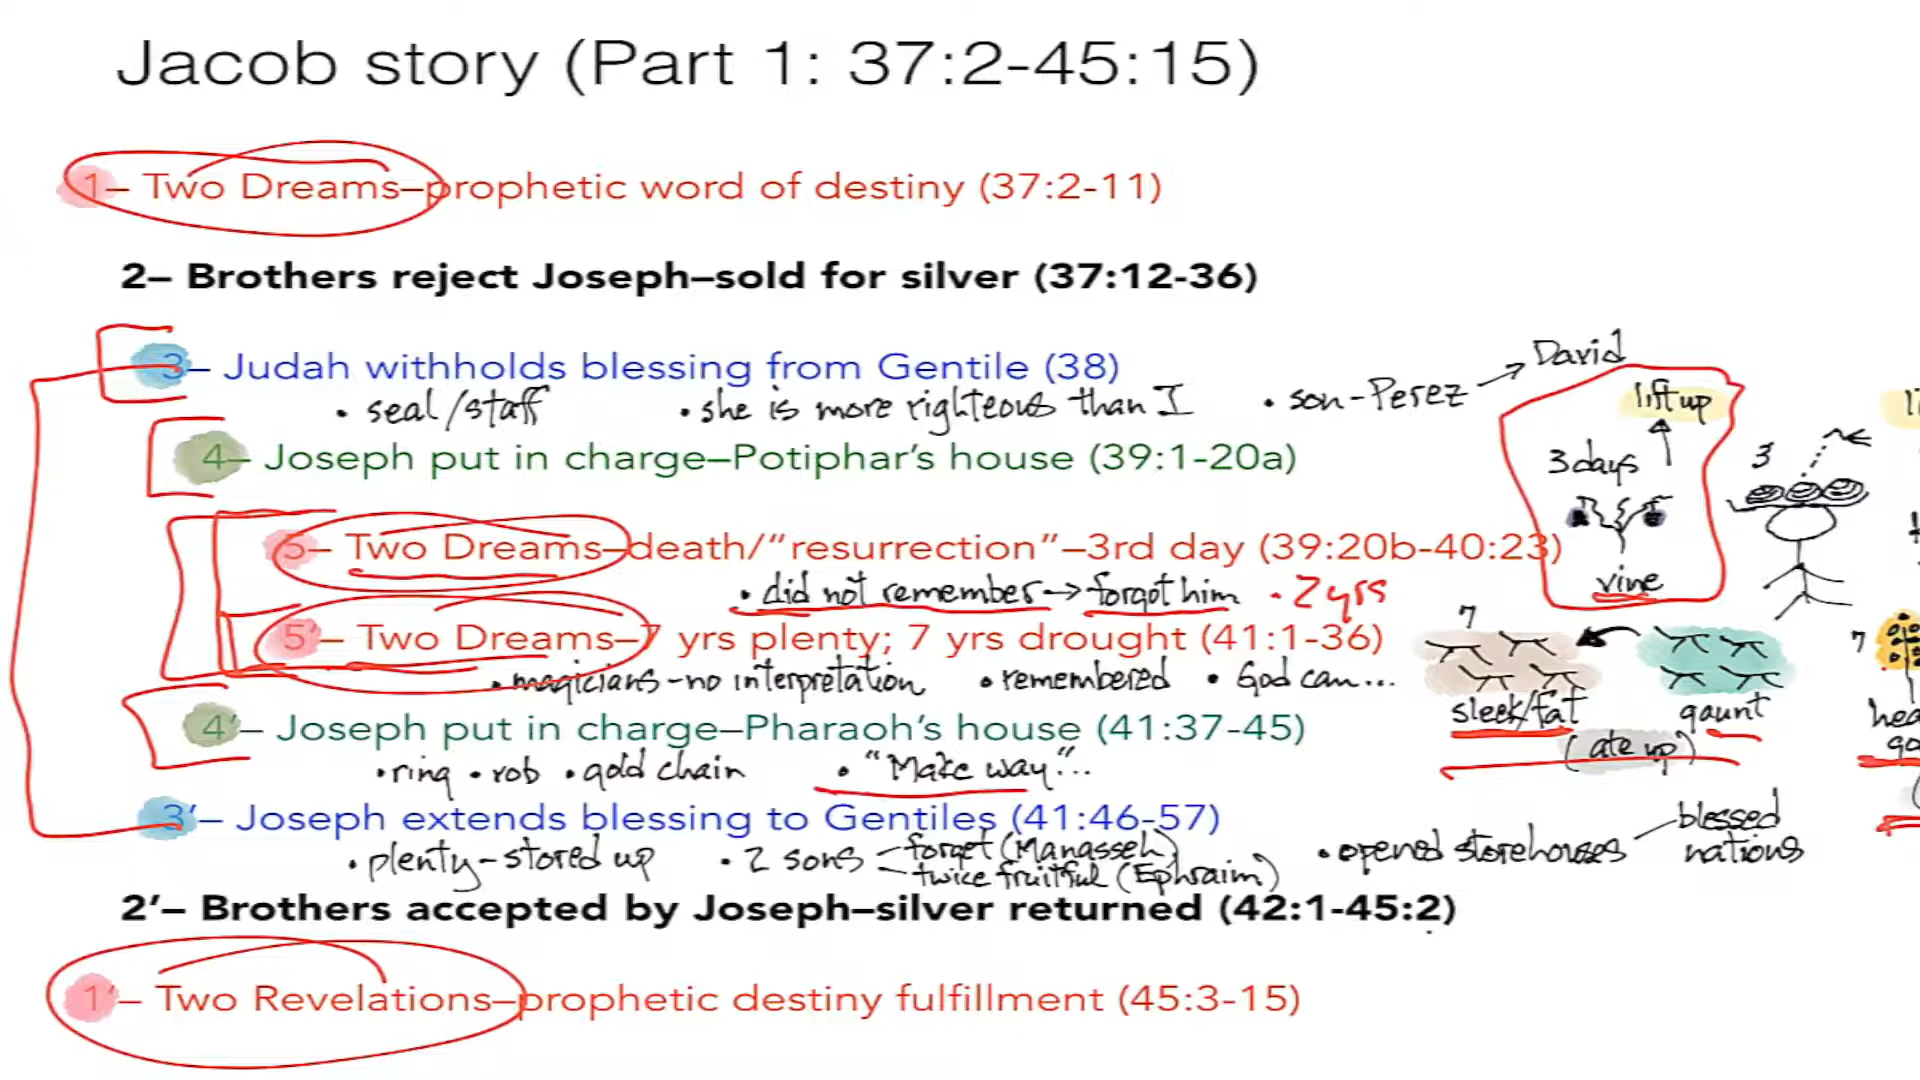 Jacob story (Part 1: 37:2-45:15)
1– Two Dreams–prophetic word of destiny (37:2-11)
2– Brothers reject Joseph–sold for silver (37:12-36)
3– Judah withholds blessing from Gentile (38)
• seal/staff • she is more righteous than I • son-Perez → David
4– Joseph put in charge–Potiphar's house (39:1-20a)
lift up
3 days
vine
3
5– Two Dreams–death/"resurrection"–3rd day (39:20b-40:23)
• did not remember → forgot him • 2 yrs
5'– Two Dreams–7 yrs plenty; 7 yrs drought (41:1-36)
• magicians-no interpretation • remembered • God can...
7
sleek/fat gaunt
(ate up)
7
4'– Joseph put in charge–Pharaoh's house (41:37-45)
• ring • rob • gold chain • "Make way"...
3'– Joseph extends blessing to Gentiles (41:46-57)
• plenty-stored up • 2 sons - forget (Manasseh)
- twice fruitful (Ephraim)
• opened storehouses - blessed nations
2'– Brothers accepted by Joseph–silver returned (42:1-45:2)
1'– Two Revelations–prophetic destiny fulfillment (45:3-15)